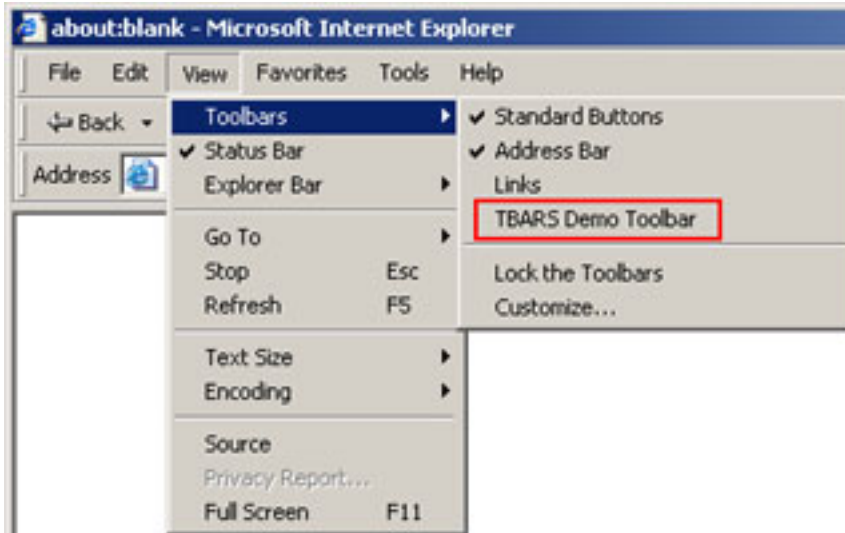 about:blank - Microsoft Internet Explorer
File Edit View Favorites Tools Help
Back
Address
Toolbars
Status Bar
Explorer Bar
Go To
Stop Esc
Refresh F5
Text Size
Encoding
Source
Privacy Report...
Full Screen F11
Standard Buttons
Address Bar
Links
TBARS Demo Toolbar
Lock the Toolbars
Customize...